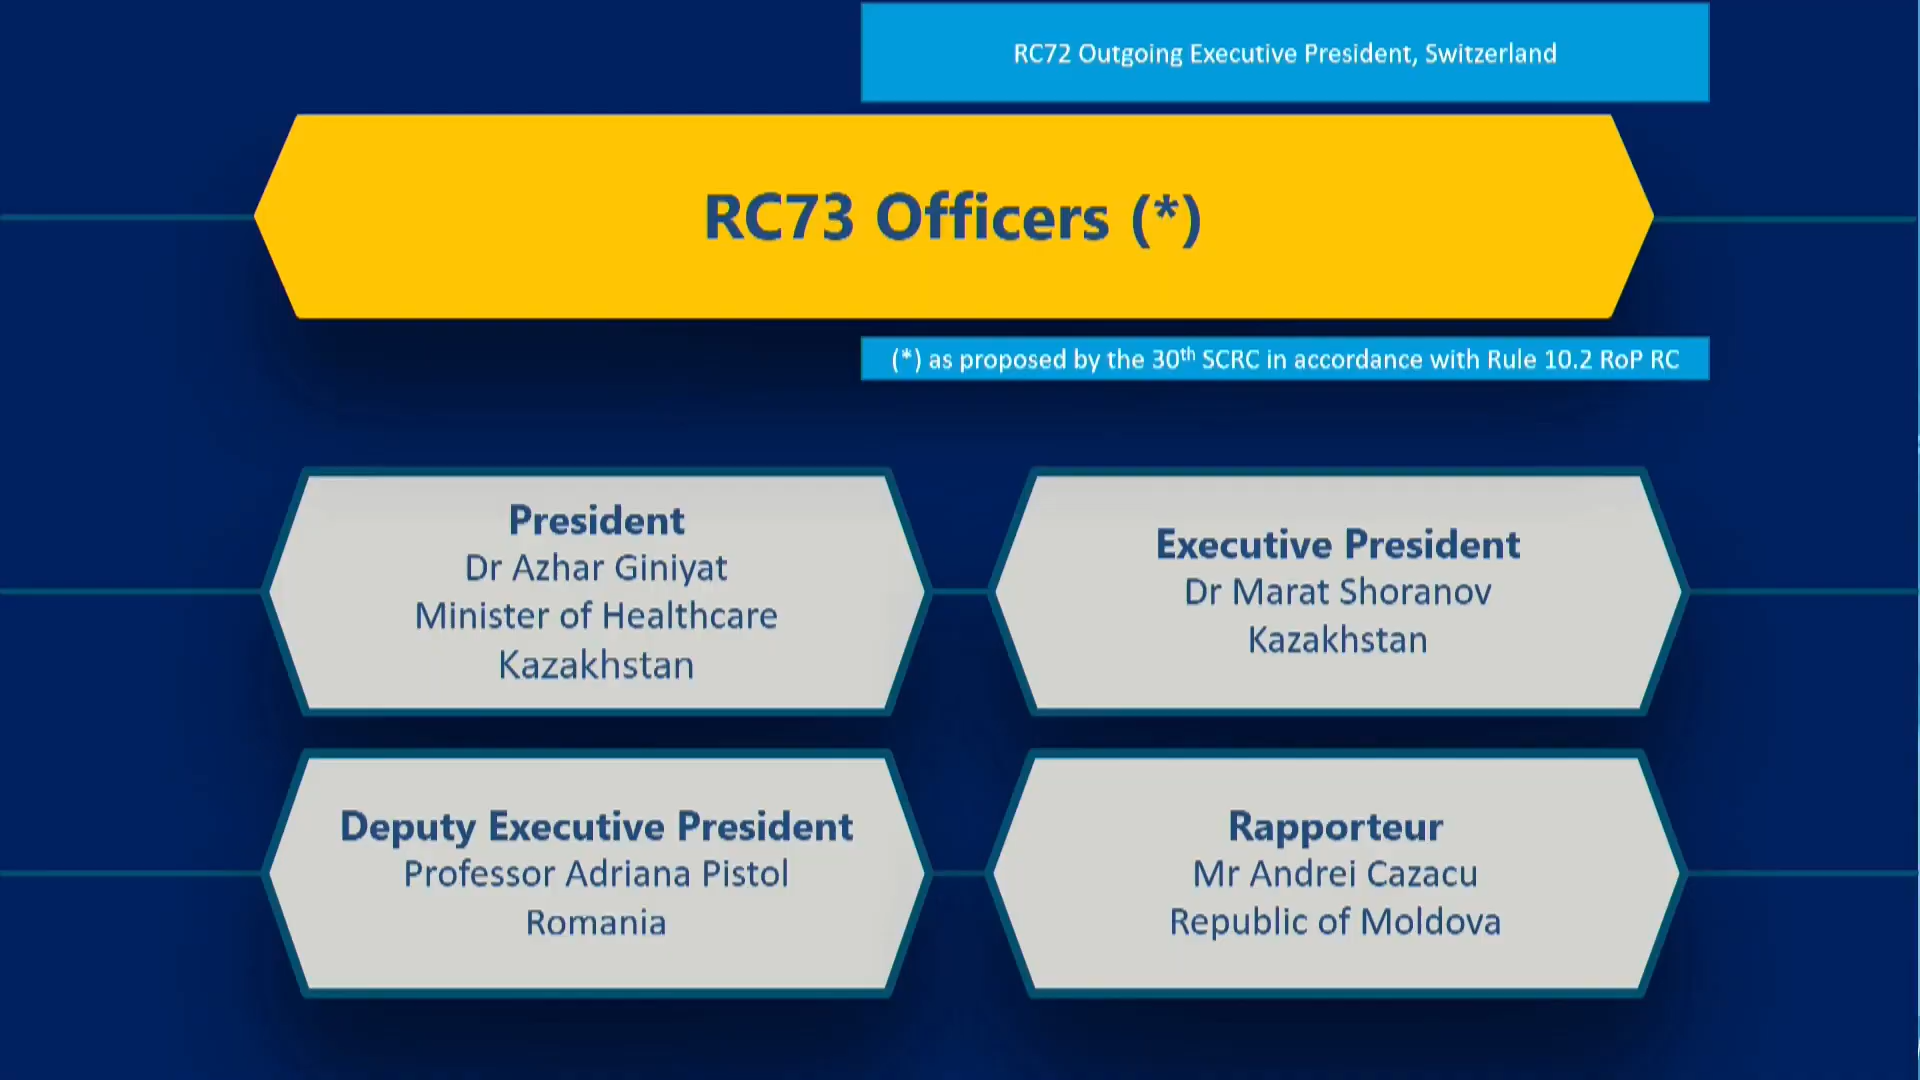 RC72 Outgoing Executive President, Switzerland
RC73 Officers (*)
(*) as proposed by the 30th SCRC in accordance with Rule 10.2 RoP RC
President
Dr Azhar Giniyat
Minister of Healthcare
Kazakhstan
Executive President
Dr Marat Shoranov
Kazakhstan
Deputy Executive President
Professor Adriana Pistol
Romania
Rapporteur
Mr Andrei Cazacu
Republic of Moldova